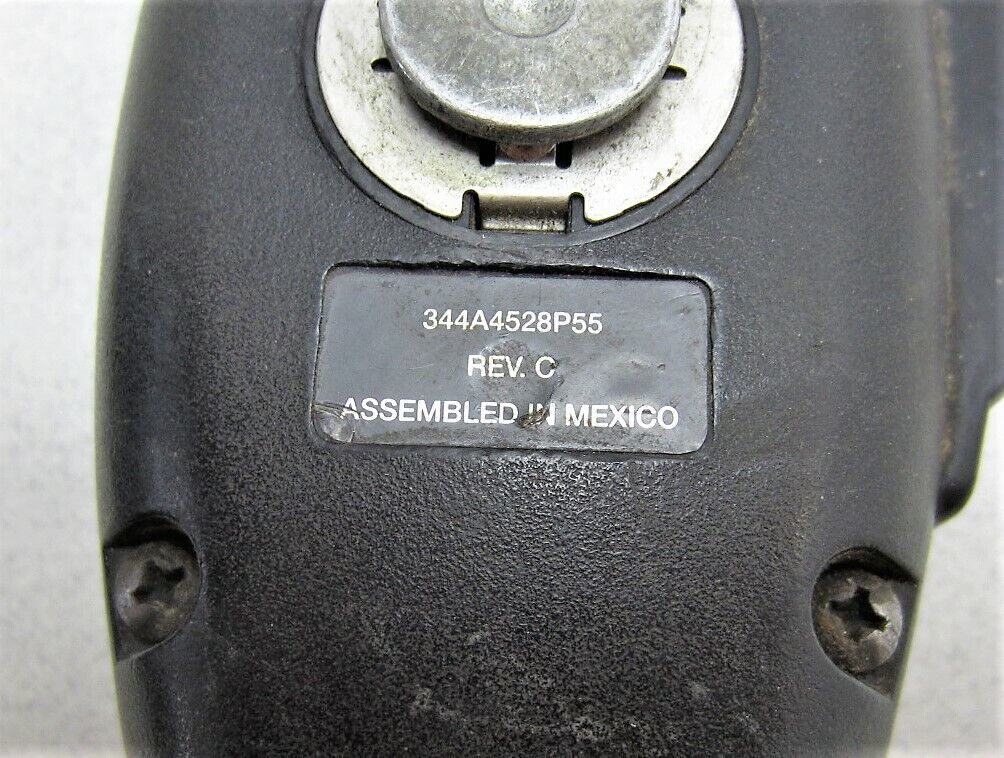 344A4528P55
REV. C
ASSEMBLED IN MEXICO